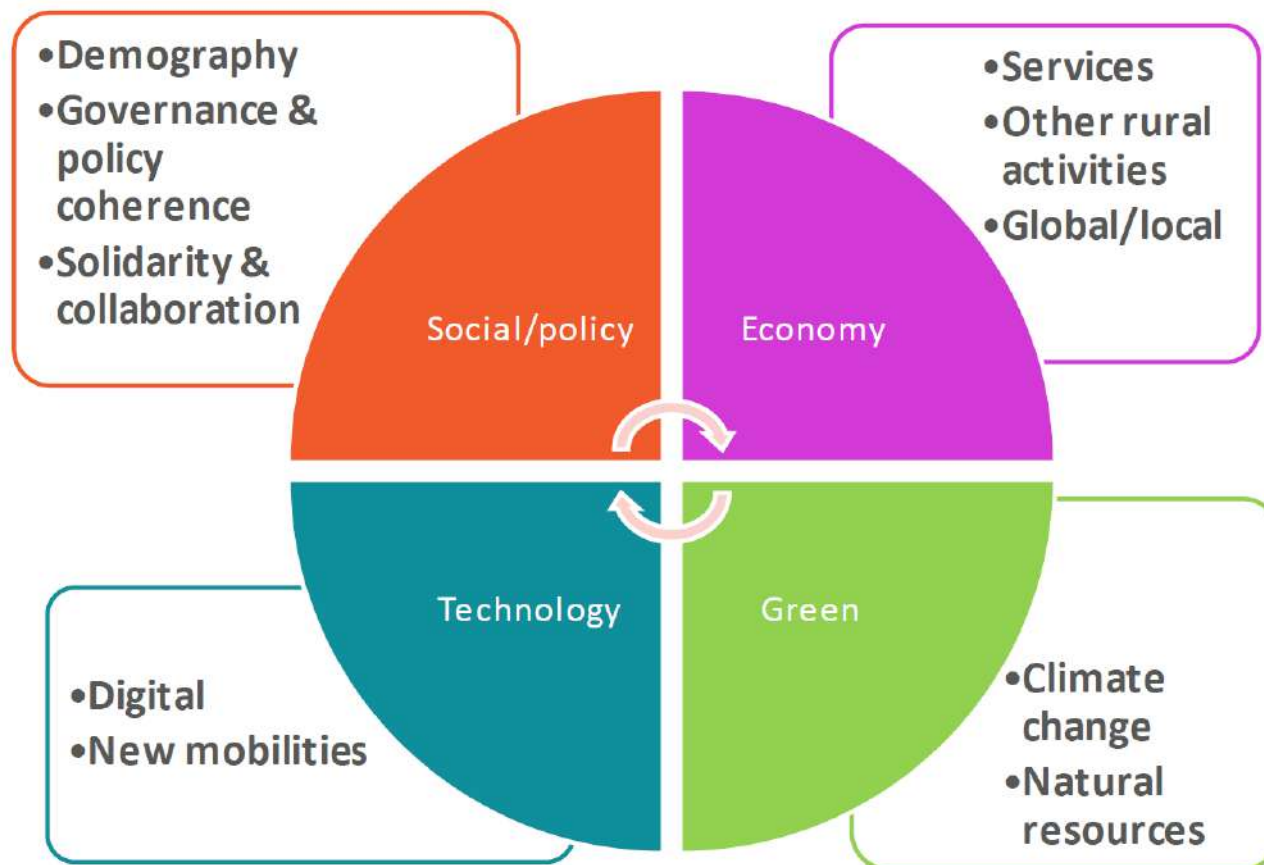 •Demography
•Governance &
policy
coherence
•Solidarity &
collaboration
•Services
•Other rural
activities
•Global/local
Social/policy
Economy
Technology
Green
•Digital
•New mobilities
•Climate
change
•Natural
resources